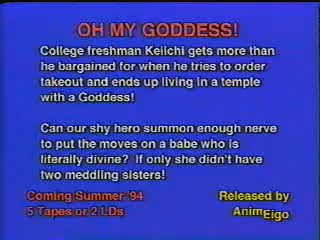 OH MY GODDESS!
College freshman Keiichi gets more than
he bargained for when he tries to order
takeout and ends up living in a temple
with a Goddess!
Can our shy hero summon enough nerve
to put the moves on a babe who is
literally divine? If only she didn't have
two meddling sisters!
Coming Summer '94
5 Tapes or 2 LDs
Released by
AnimEigo